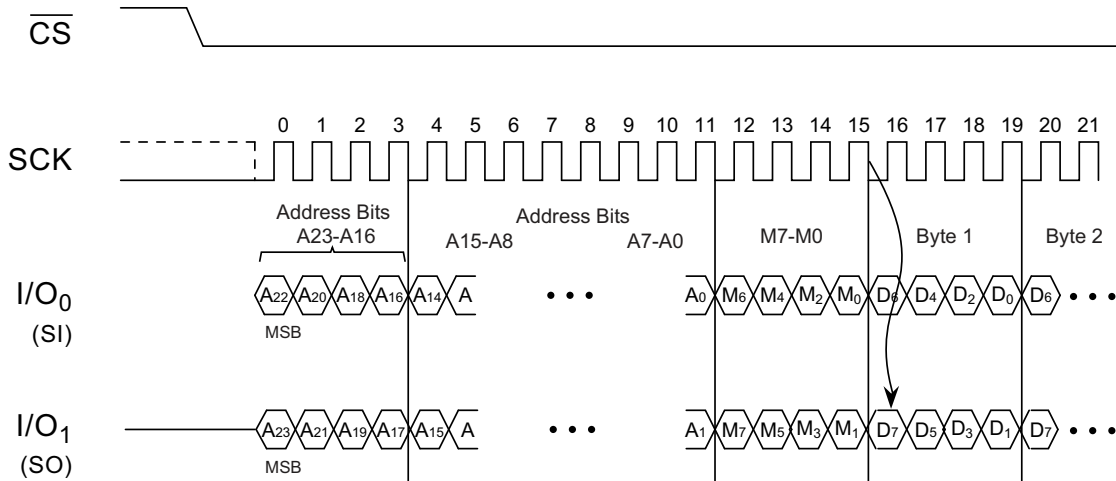 CS
0 1 2 3 4 5 6 7 8 9 10 11 12 13 14 15 16 17 18 19 20 21
SCK
Address Bits
A23-A16
Address Bits
A15-A8
A7-A0
M7-M0
Byte 1
Byte 2
I/O0
(SI)
A22 A20 A18 A16 A14 A ••• A0 M6 M4 M2 M0 D6 D4 D2 D0 D6 •••
MSB
I/O1
(SO)
A23 A21 A19 A17 A15 A ••• A1 M7 M5 M3 M1 D7 D5 D3 D1 D7 •••
MSB